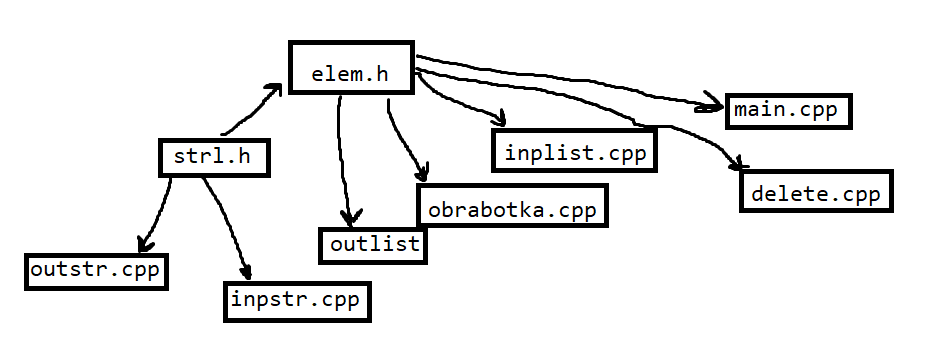 elem.h
main.cpp
strl.h
inplist.cpp
delete.cpp
obrabotka.cpp
outlist
outstr.cpp
inpstr.cpp